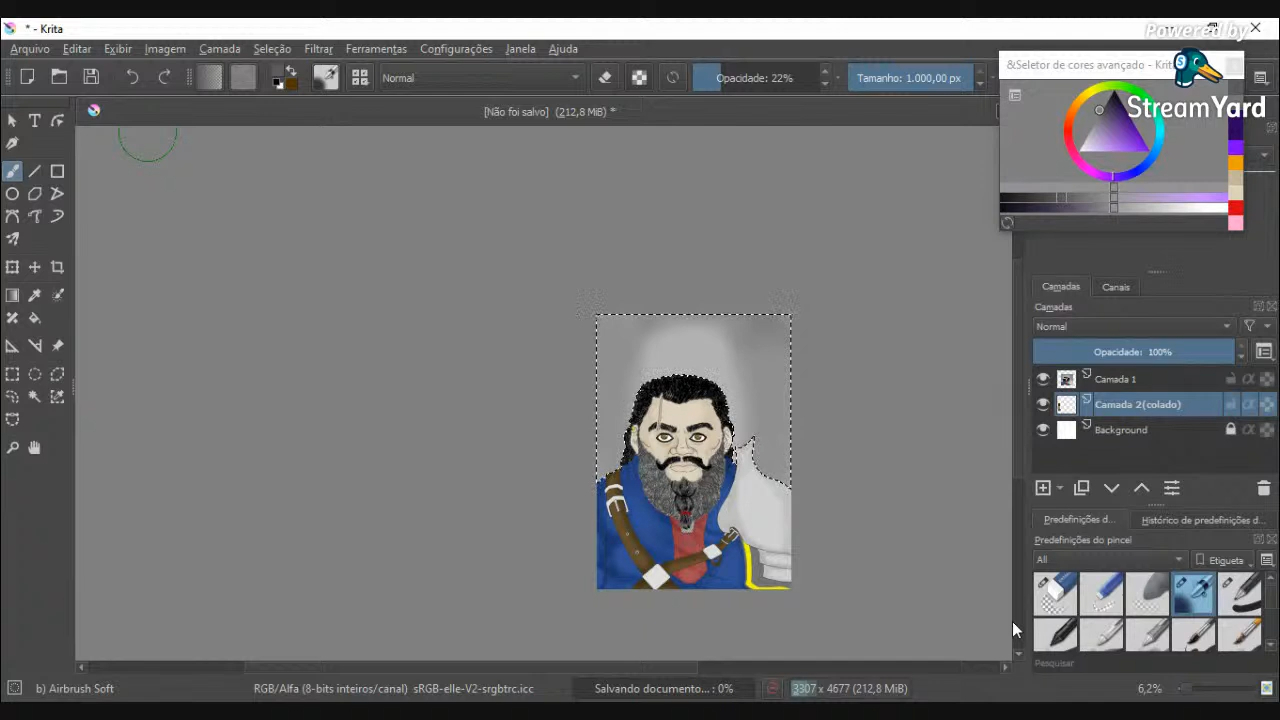 * - Krita
Powered by
Arquivo Editar Exibir Imagem Camada Seleção Filtrar Ferramentas Configurações Janela Ajuda
&Seletor de cores avançado - Krita
StreamYard
Normal
Opacidade: 22%
Tamanho: 1.000,00 px
[Não foi salvo] (212,8 MiB) *
Camadas
Canais
Camadas
Normal
Opacidade: 100%
Camada 1
Camada 2(colado)
Background
Predefinições d...
Histórico de predefinições d...
Predefinições do pincel
All
Etiqueta
Pesquisar
b) Airbrush Soft
RGB/Alfa (8-bits inteiros/canal) sRGB-elle-V2-srgbtrc.icc
Salvando documento... : 0%
3307 x 4677 (212,8 MiB)
6,2%